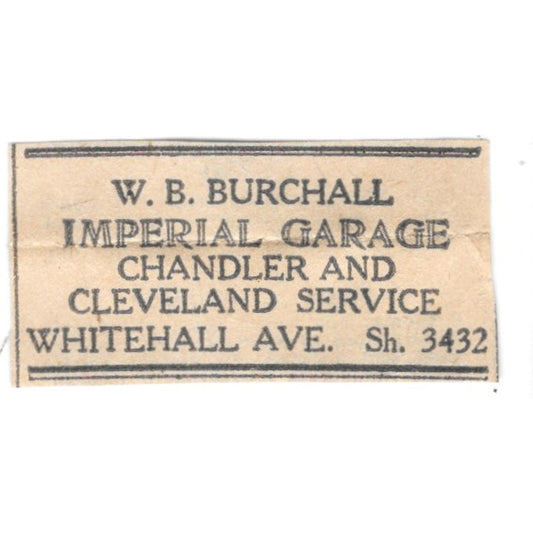 W. B. BURCHALL
IMPERIAL GARAGE
CHANDLER AND
CLEVELAND SERVICE
WHITEHALL AVE. Sh. 3432